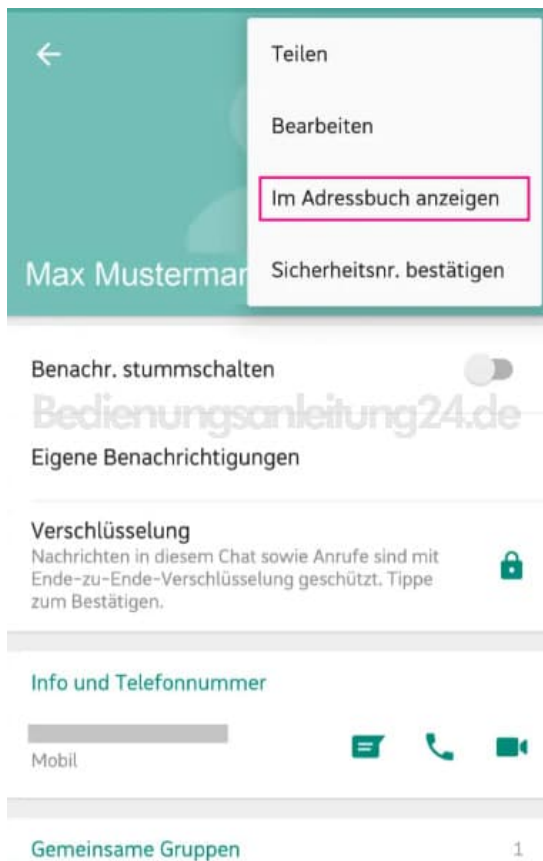 Teilen
Bearbeiten
Im Adressbuch anzeigen
Sicherheitsnr. bestätigen
Max Musterman
Benachr. stummschalten
Bedienungsanleitung24.de
Eigene Benachrichtigungen
Verschlüsselung
Nachrichten in diesem Chat sowie Anrufe sind mit
Ende-zu-Ende-Verschlüsselung geschützt. Tippe
zum Bestätigen.
Info und Telefonnummer
Mobil
Gemeinsame Gruppen 1